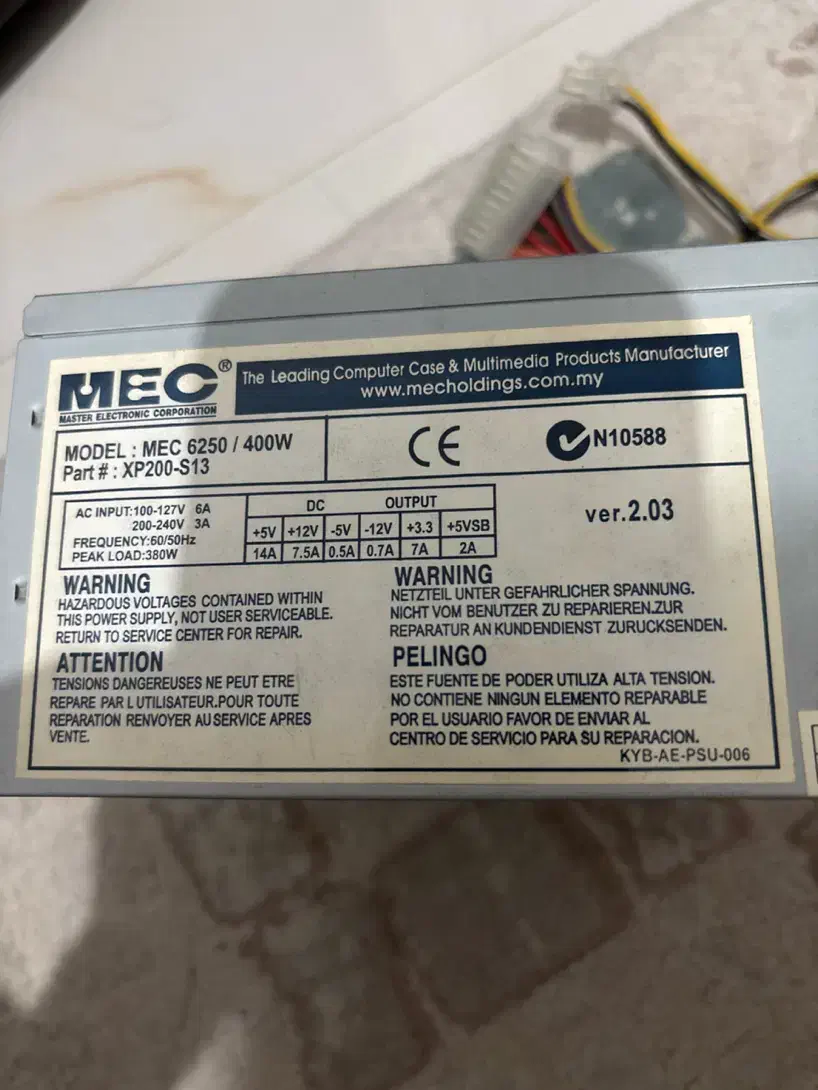 MEC®
MASTER ELECTRONIC CORPORATION
The Leading Computer Case & Multimedia Products Manufacturer
www.mecholdings.com.my
MODEL : MEC 6250 / 400W
Part # : XP200-S13
CE
N10588
AC INPUT:100-127V 6A
200-240V 3A
FREQUENCY:60/50Hz
PEAK LOAD:380W
DC OUTPUT
+5V +12V -5V -12V +3.3 +5VSB
14A 7.5A 0.5A 0.7A 7A 2A
ver.2.03
WARNING
HAZARDOUS VOLTAGES CONTAINED WITHIN
THIS POWER SUPPLY, NOT USER SERVICEABLE.
RETURN TO SERVICE CENTER FOR REPAIR.
WARNING
NETZTEIL UNTER GEFAHRLICHER SPANNUNG.
NICHT VOM BENUTZER ZU REPARIEREN.ZUR
REPARATUR AN KUNDENDIENST ZURUCKSENDEN.
ATTENTION
TENSIONS DANGEREUSES NE PEUT ETRE
REPARE PAR L UTILISATEUR.POUR TOUTE
REPARATION RENVOYER AU SERVICE APRES
VENTE.
PELINGO
ESTE FUENTE DE PODER UTILIZA ALTA TENSION.
NO CONTIENE NINGUN ELEMENTO REPARABLE
POR EL USUARIO FAVOR DE ENVIAR AL
CENTRO DE SERVICIO PARA SU REPARACION.
KYB-AE-PSU-006